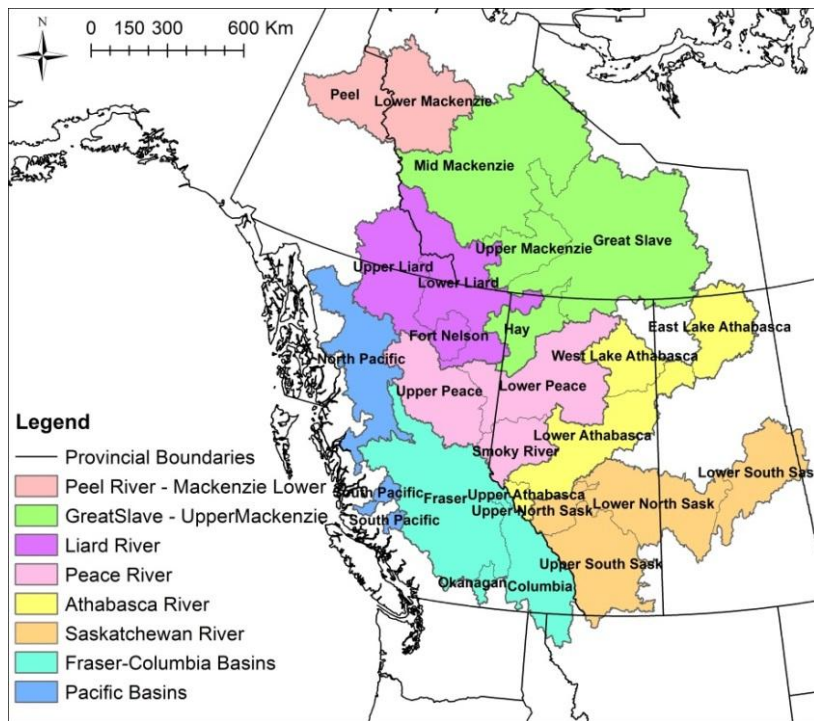 N
0 150 300 600 Km
Peel
Lower Mackenzie
Mid Mackenzie
Upper Mackenzie
Great Slave
Upper Liard
Lower Liard
Fort Nelson
Hay
East Lake Athabasca
West Lake Athabasca
North Pacific
Upper Peace
Lower Peace
Smoky River
Lower Athabasca
Lower South Sas
South Pacific
Fraser
Upper Athabasca
Lower North Sask
Upper North Sask
South Pacific
Upper South Sask
Okanagan
Columbia
Legend
Provincial Boundaries
Peel River - Mackenzie Lower
GreatSlave - UpperMackenzie
Liard River
Peace River
Athabasca River
Saskatchewan River
Fraser-Columbia Basins
Pacific Basins